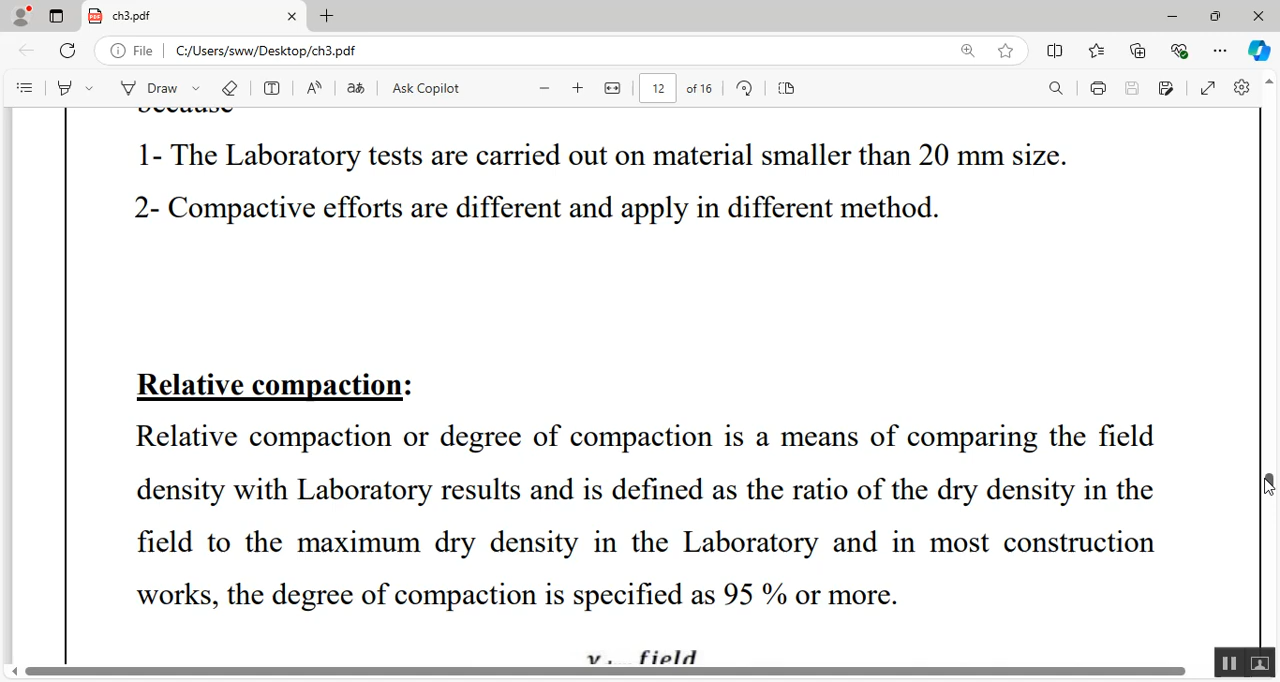 ch3.pdf
File
C:/Users/sww/Desktop/ch3.pdf
Draw
Ask Copilot
12 of 16
because
1- The Laboratory tests are carried out on material smaller than 20 mm size.
2- Compactive efforts are different and apply in different method.
Relative compaction:
Relative compaction or degree of compaction is a means of comparing the field
density with Laboratory results and is defined as the ratio of the dry density in the
field to the maximum dry density in the Laboratory and in most construction
works, the degree of compaction is specified as 95 % or more.
field